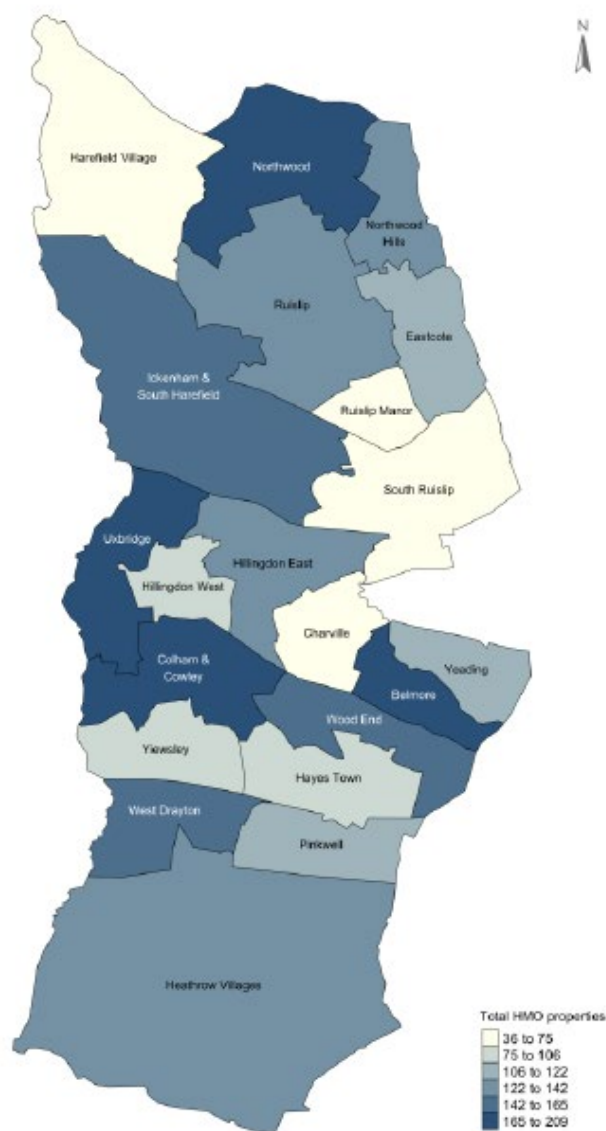 N
Harefield Village
Northwood
Northwood
Hills
Ruislip
Eastcote
Ickenham &
South Harefield
Ruislip Manor
South Ruislip
Uxbridge
Hillingdon East
Hillingdon West
Charville
Colham &
Cowley
Yeading
Belmore
Wood End
Yiewsley
Hayes Town
West Drayton
Pinkwell
Heathrow Villages
Total HMO properties
36 to 75
75 to 106
106 to 122
122 to 142
142 to 165
165 to 209